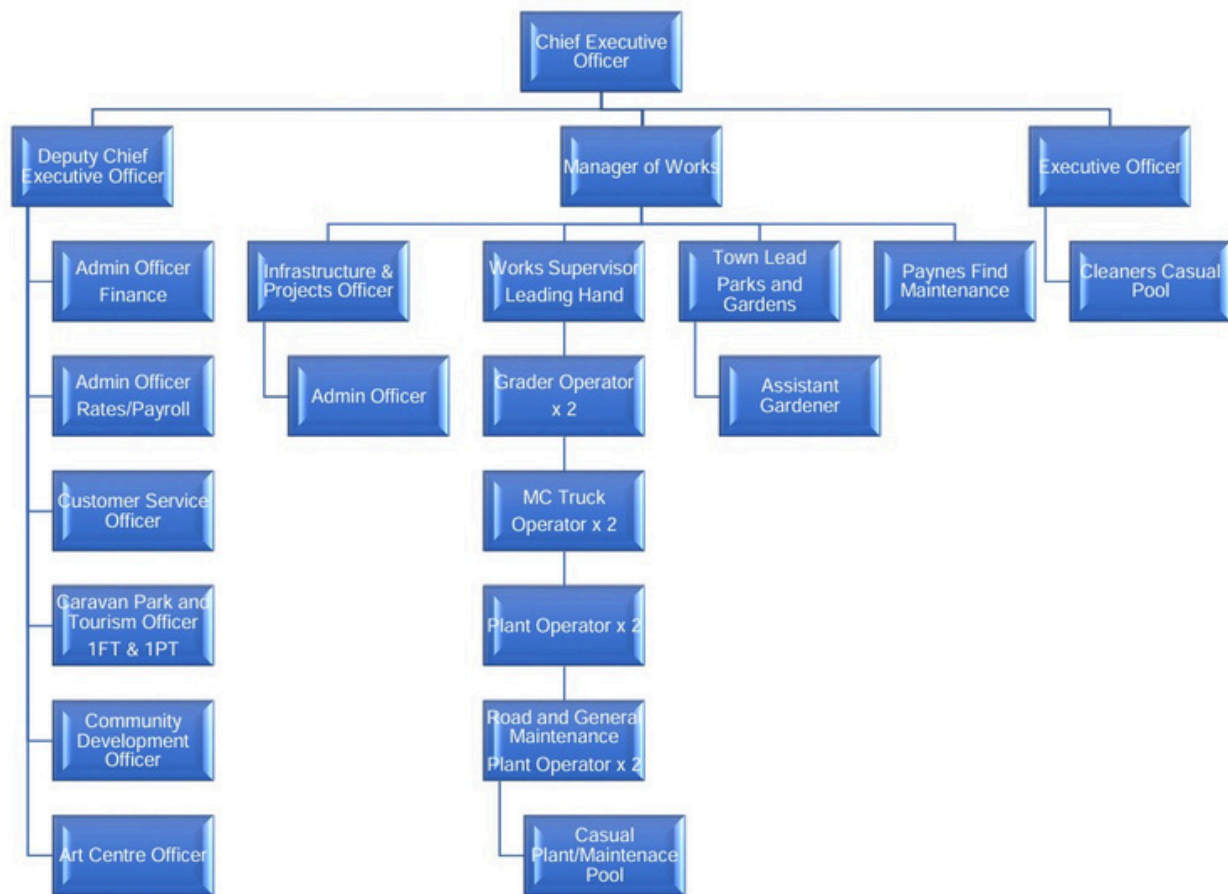 Chief Executive
Officer
Deputy Chief
Executive Officer
Manager of Works
Executive Officer
Admin Officer
Finance
Infrastructure &
Projects Officer
Works Supervisor
Leading Hand
Town Lead
Parks and
Gardens
Paynes Find
Maintenance
Cleaners Casual
Pool
Admin Officer
Rates/Payroll
Admin Officer
Grader Operator
x 2
Assistant
Gardener
Customer Service
Officer
MC Truck
Operator x 2
Caravan Park and
Tourism Officer
1FT & 1PT
Plant Operator x 2
Community
Development
Officer
Road and General
Maintenance
Plant Operator x 2
Art Centre Officer
Casual
Plant/Maintenace
Pool